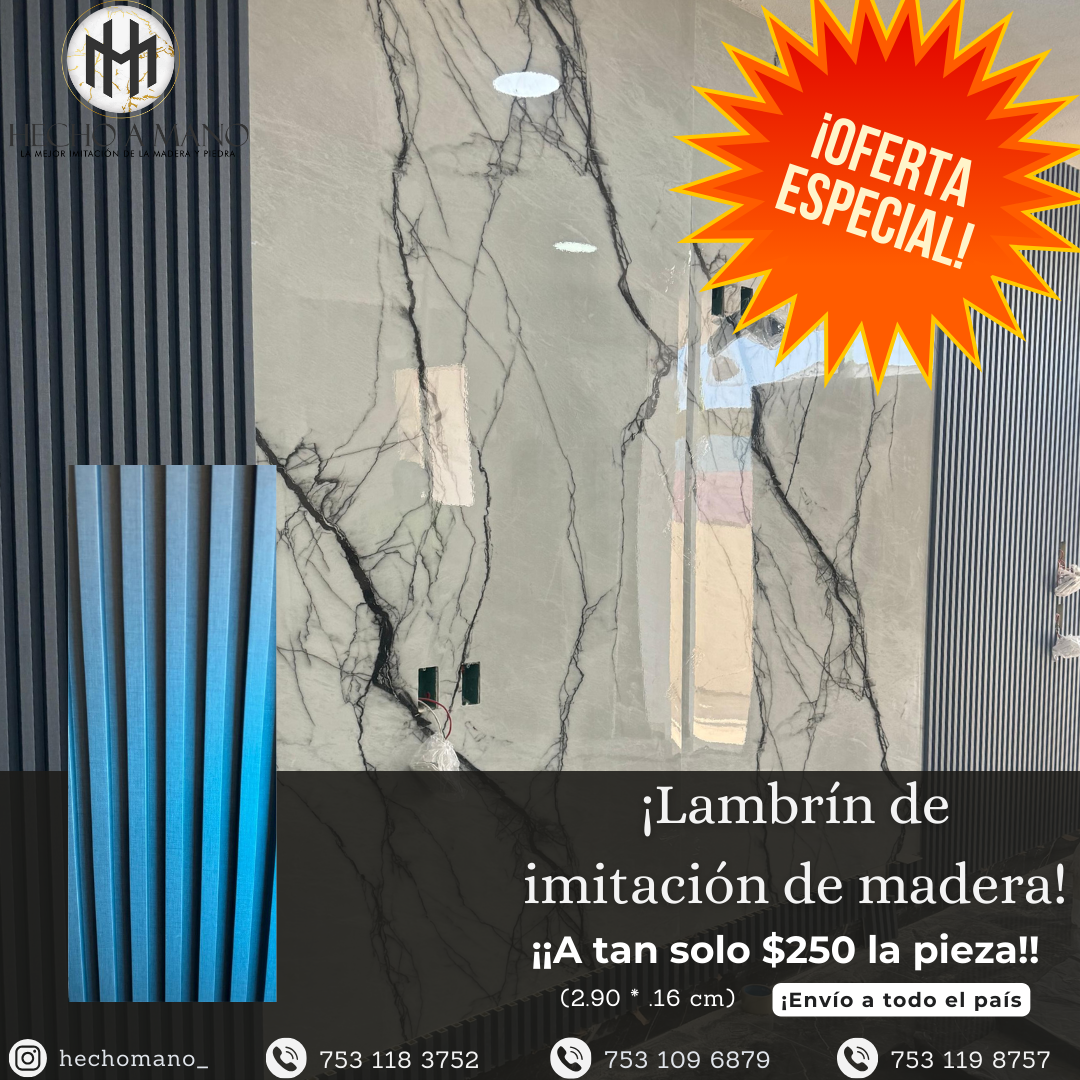 HM
HECHO A MANO
LA MEJOR IMITACIÓN DE LA MADERA Y PIEDRA
¡OFERTA
ESPECIAL!
¡Lambrín de
imitación de madera!
¡¡A tan solo $250 la pieza!!
(2.90 * .16 cm)
¡Envío a todo el país
hechomano_
753 118 3752
753 109 6879
753 119 8757